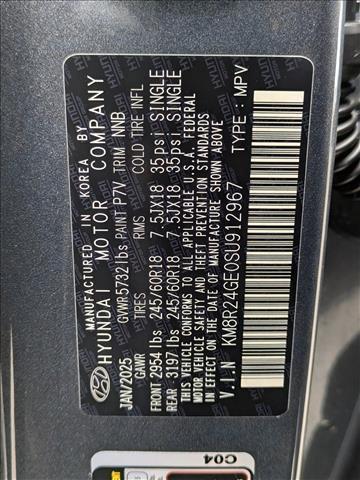 MANUFACTURED IN KOREA BY
HYUNDAI MOTOR COMPANY
JAN/2025 GVWR5732lbs PAINT P7V, TRIM NNB
GAWR TIRES RIMS COLD TIRE INFL
FRONT 2954 lbs 245/60R18 7.5JX18 35psi, SINGLE
REAR 3197 lbs 245/60R18 7.5JX18 35psi, SINGLE
THIS VEHICLE CONFORMS TO ALL APPLICABLE U.S.A. FEDERAL
MOTOR VEHICLE SAFETY AND THEFT PREVENTION STANDARDS
IN EFFECT ON THE DATE OF MANUFACTURE SHOWN ABOVE
V.I.N KM8R24GE0SU912967 TYPE : MPV
C04